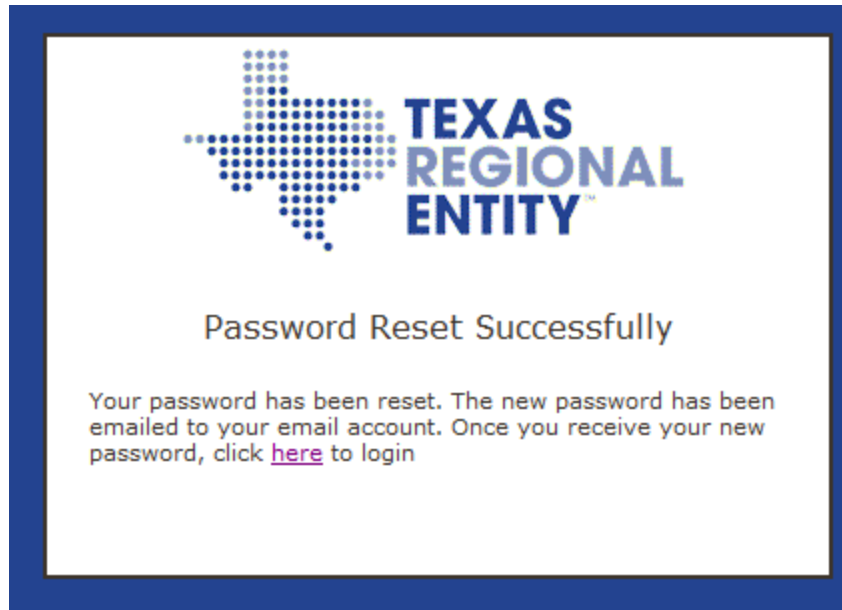 TEXAS
REGIONAL
ENTITY™
Password Reset Successfully
Your password has been reset. The new password has been
emailed to your email account. Once you receive your new
password, click here to login